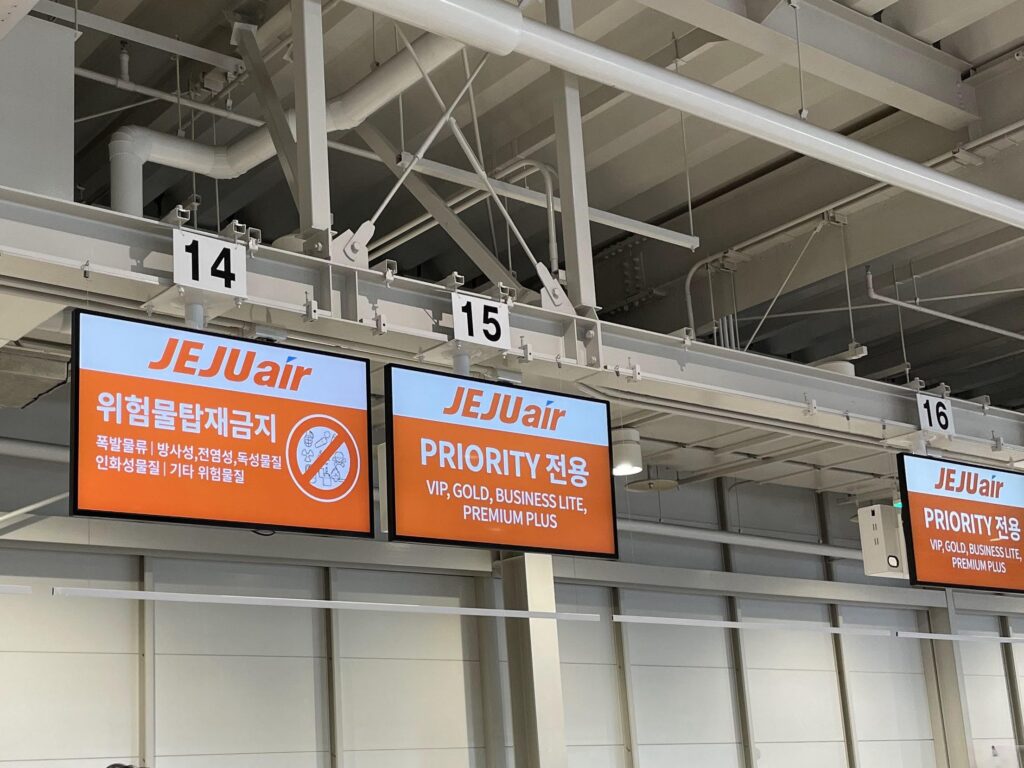 14
JEJUair
위험물탑재금지
폭발물류 | 방사성,전염성,독성물질
인화성물질 | 기타 위험물질
15
JEJUair
PRIORITY 전용
VIP, GOLD, BUSINESS LITE,
PREMIUM PLUS
16
JEJUair
PRIORITY 전용
VIP, GOLD, BUSINESS LITE,
PREMIUM PLUS